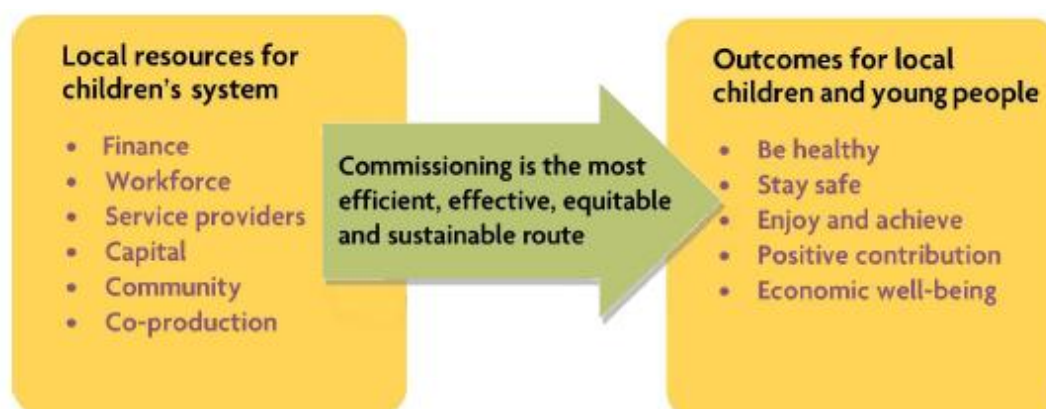 Local resources for
children's system
• Finance
• Workforce
• Service providers
• Capital
• Community
• Co-production
Commissioning is the most
efficient, effective, equitable
and sustainable route
Outcomes for local
children and young people
• Be healthy
• Stay safe
• Enjoy and achieve
• Positive contribution
• Economic well-being